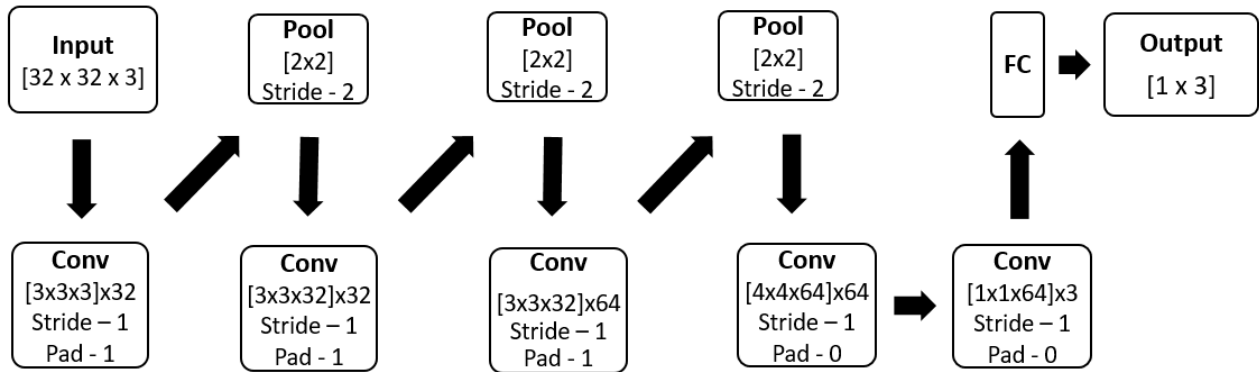 Input
[32 x 32 x 3]
Pool
[2x2]
Stride - 2
Pool
[2x2]
Stride - 2
Pool
[2x2]
Stride - 2
FC
Output
[1 x 3]
Conv
[3x3x3]x32
Stride – 1
Pad - 1
Conv
[3x3x32]x32
Stride – 1
Pad - 1
Conv
[3x3x32]x64
Stride – 1
Pad - 1
Conv
[4x4x64]x64
Stride – 1
Pad - 0
Conv
[1x1x64]x3
Stride – 1
Pad - 0